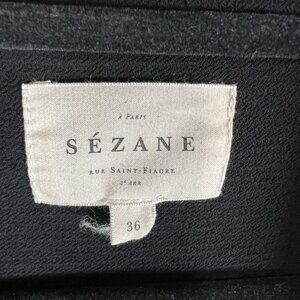 à Paris
SÉZANE
rue Saint-Fiacre
2e Arr
36